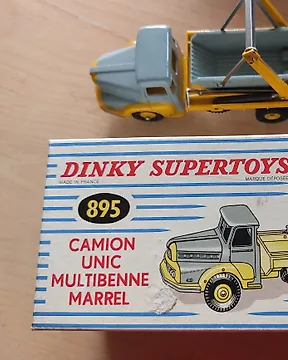 DINKY SUPERTOYS
MADE IN FRANCE
MARQUE DÉPOSÉE
895
CAMION
UNIC
MULTIBENNE
MARREL